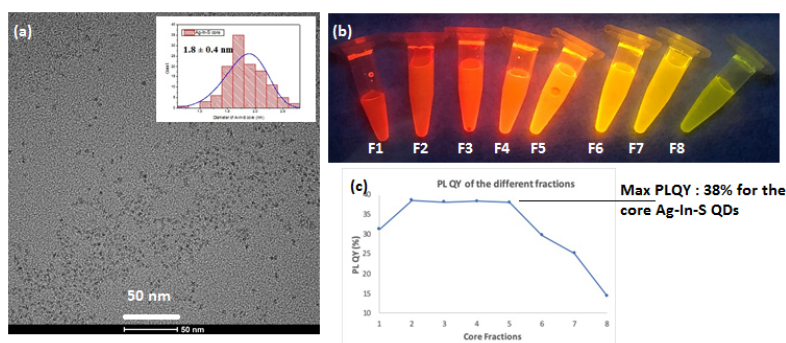 (a)
Ag-In-S core
1.8 ± 0.4 nm
Diameter of Ag-In-S core (nm)
50 nm
50 nm
(b)
F1 F2 F3 F4 F5 F6 F7 F8
(c)
PL QY of the different fractions
PL QY (%)
40
35
30
25
20
15
10
1 2 3 4 5 6 7 8
Core Fractions
Max PLQY : 38% for the
core Ag-In-S QDs